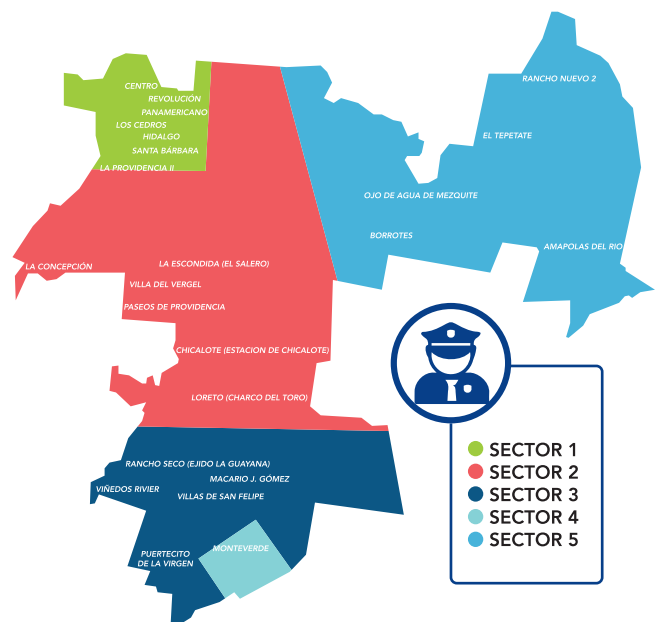 CENTRO
REVOLUCIÓN
PANAMERICANO
LOS CEDROS
HIDALGO
SANTA BÁRBARA
LA PROVIDENCIA II
RANCHO NUEVO 2
EL TEPETATE
OJO DE AGUA DE MEZQUITE
BORROTES
AMAPOLAS DEL RIO
LA CONCEPCIÓN
LA ESCONDIDA (EL SALERO)
VILLA DEL VERGEL
PASEOS DE PROVIDENCIA
CHICALOTE (ESTACION DE CHICALOTE)
LORETO (CHARCO DEL TORO)
RANCHO SECO (EJIDO LA GUAYANA)
MACARIO J. GÓMEZ
VIÑEDOS RIVIER
VILLAS DE SAN FELIPE
PUERTECITO
DE LA VIRGEN
MONTEVERDE
SECTOR 1
SECTOR 2
SECTOR 3
SECTOR 4
SECTOR 5